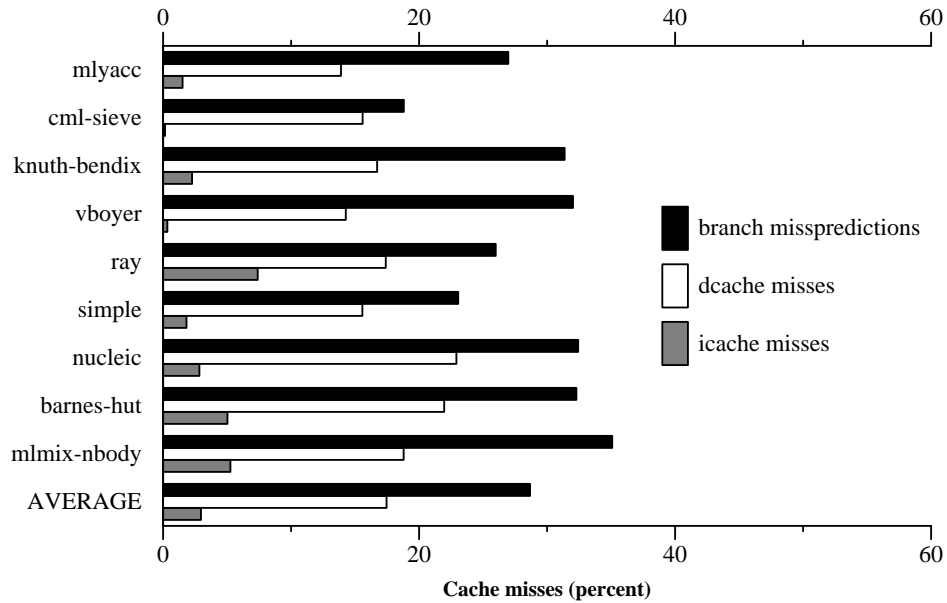 0 20 40 60
mlyacc
cml-sieve
knuth-bendix
vboyer
ray
simple
nucleic
barnes-hut
mlmix-nbody
AVERAGE
branch misspredictions
dcache misses
icache misses
0 20 40 60
Cache misses (percent)